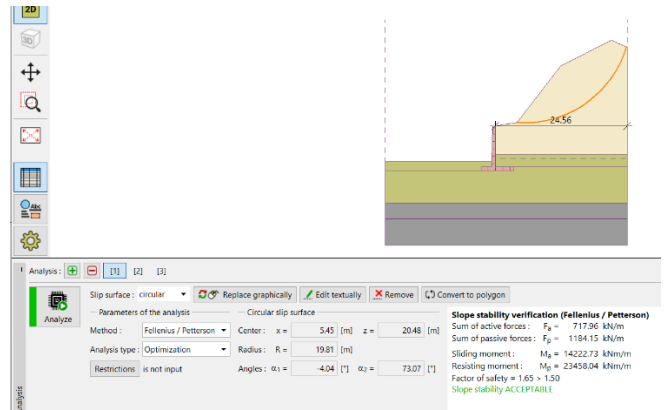 2D
3D
24.56
Abc
Analysis : [1] [2] [3]
Analyze
Slip surface : circular Replace graphically Edit textually Remove Convert to polygon
Parameters of the analysis
Method : Fellenius / Petterson
Analysis type : Optimization
Restrictions is not input
Circular slip surface
Center : x = 5.45 [m] z = 20.48 [m]
Radius : R = 19.81 [m]
Angles : α1 = -4.04 [°] α2 = 73.07 [°]
Slope stability verification (Fellenius / Petterson)
Sum of active forces : Fa = 717.96 kN/m
Sum of passive forces : Fp = 1184.15 kN/m
Sliding moment : Ma = 14222.73 kNm/m
Resisting moment : Mp = 23458.04 kNm/m
Factor of safety = 1.65 > 1.50
Slope stability ACCEPTABLE
Analysis